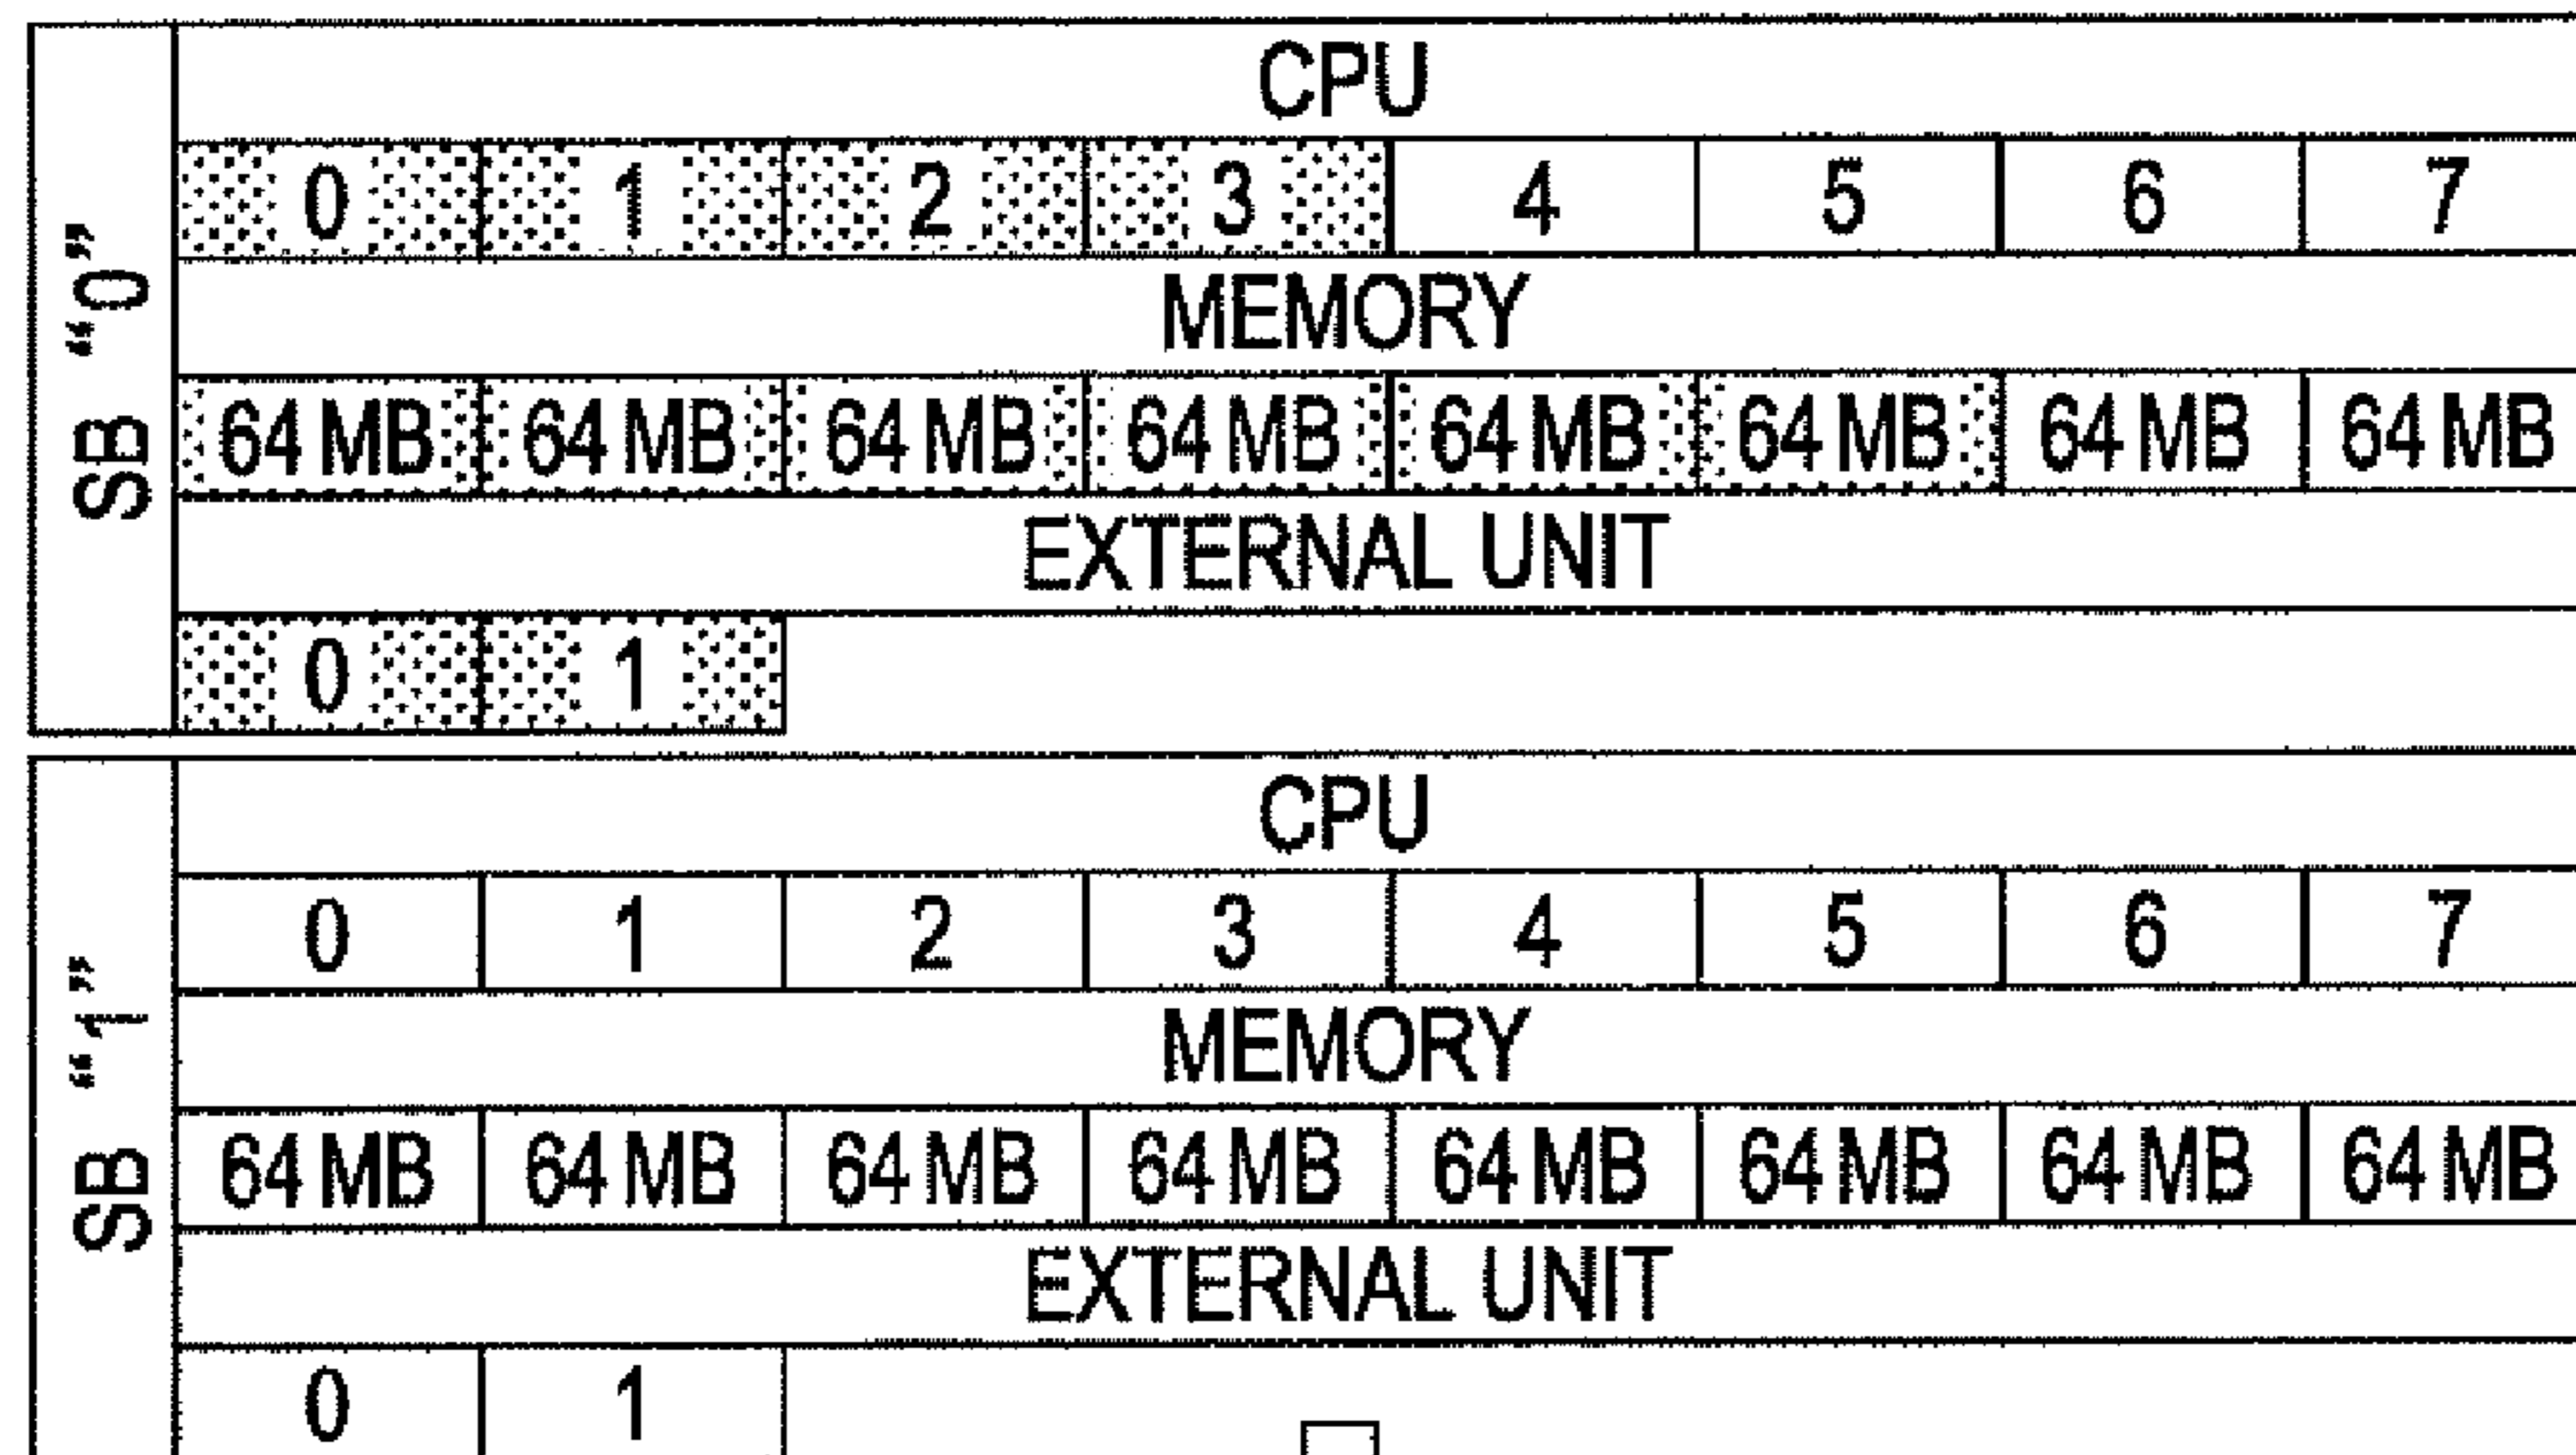 SB “0”
CPU
0 1 2 3 4 5 6 7
MEMORY
64 MB 64 MB 64 MB 64 MB 64 MB 64 MB 64 MB 64 MB
EXTERNAL UNIT
0 1
SB “1”
CPU
0 1 2 3 4 5 6 7
MEMORY
64 MB 64 MB 64 MB 64 MB 64 MB 64 MB 64 MB 64 MB
EXTERNAL UNIT
0 1